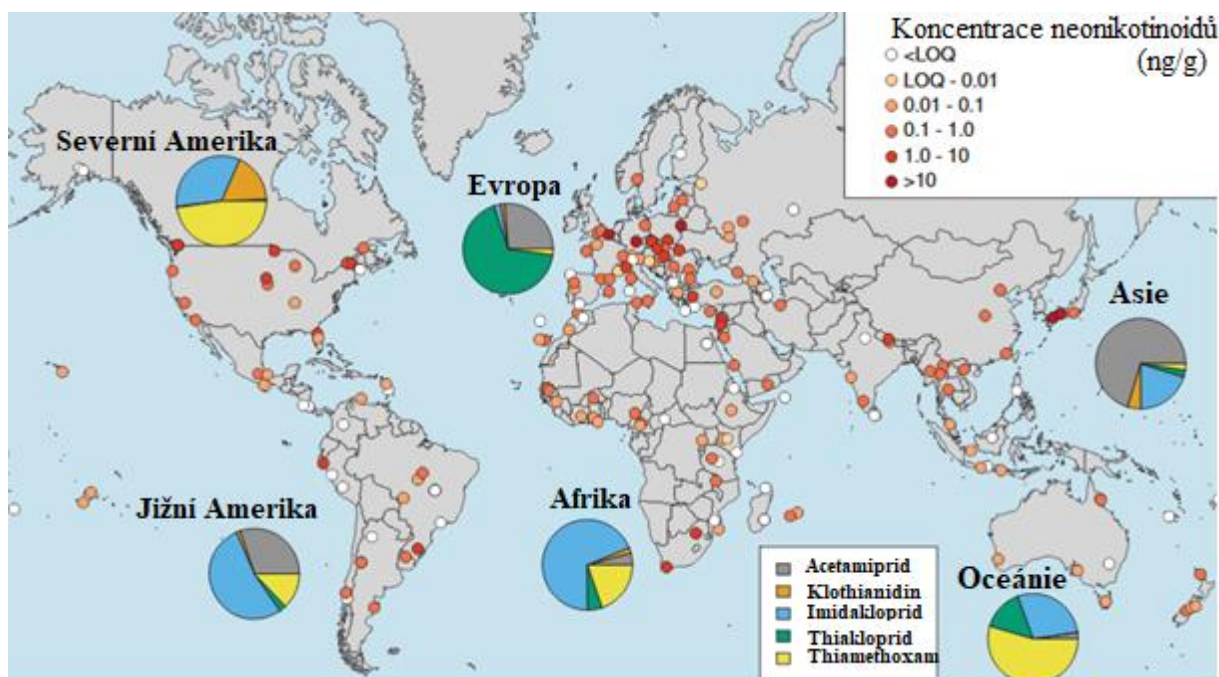 Koncentrace neonikotinoidů
(ng/g)
<LOQ
LOQ - 0.01
0.01 - 0.1
0.1 - 1.0
1.0 - 10
>10
Severní Amerika
Evropa
Asie
Jižní Amerika
Afrika
Oceánie
Acetamiprid
Klothianidin
Imidakloprid
Thiakloprid
Thiamethoxam